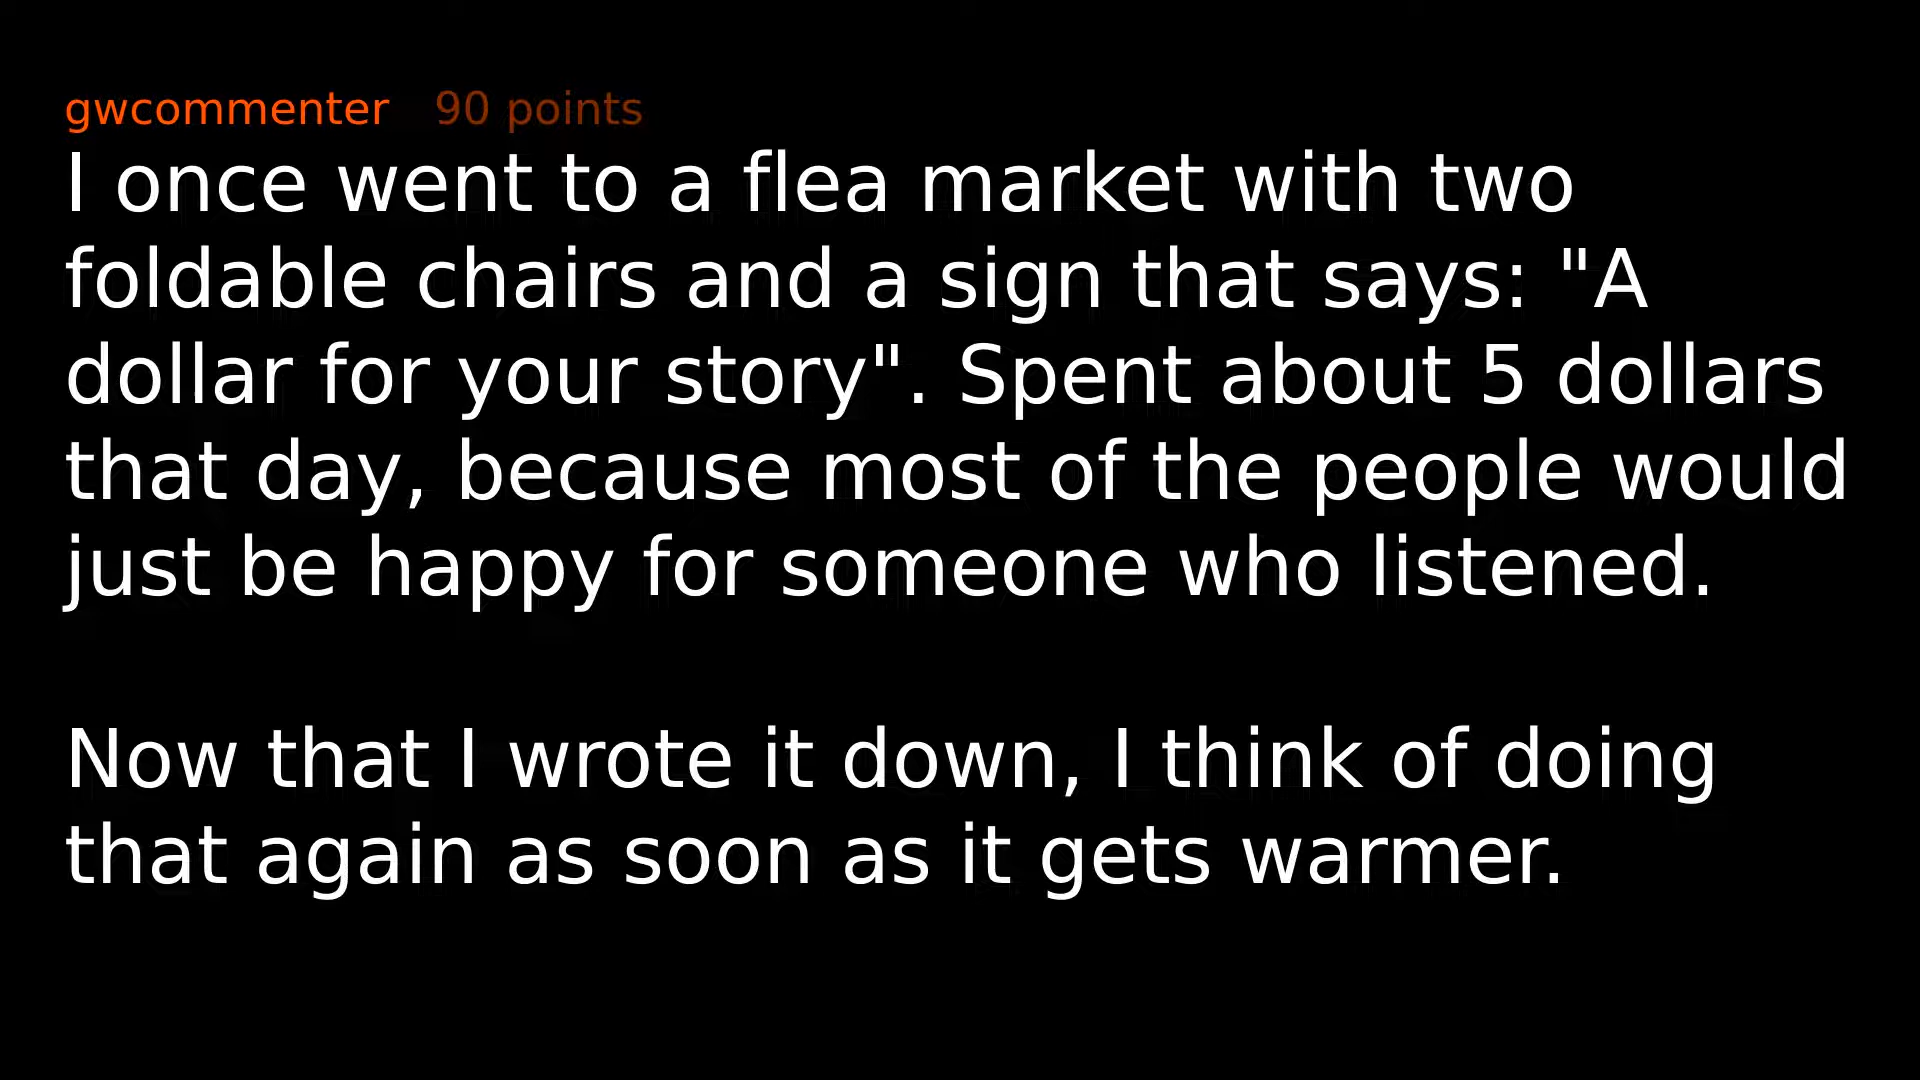 gwcommenter 90 points
I once went to a flea market with two
foldable chairs and a sign that says: "A
dollar for your story". Spent about 5 dollars
that day, because most of the people would
just be happy for someone who listened.
Now that I wrote it down, I think of doing
that again as soon as it gets warmer.